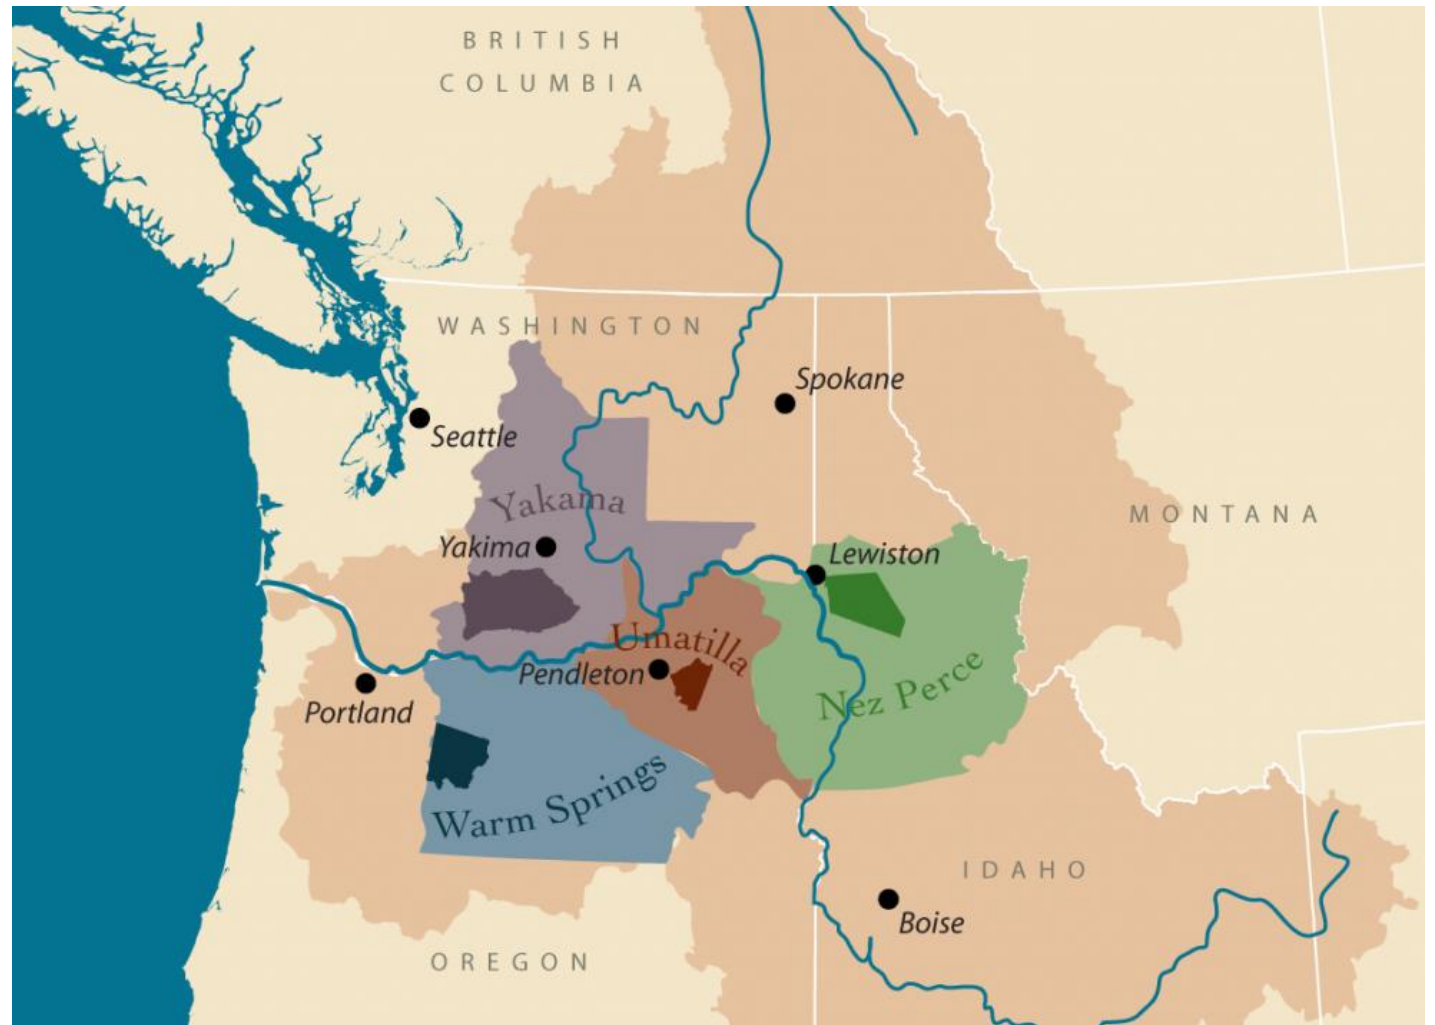 BRITISH
COLUMBIA
WASHINGTON
Spokane
Seattle
Yakama
MONTANA
Yakima
Lewiston
Umatilla
Pendleton
Nez Perce
Portland
Warm Springs
IDAHO
Boise
OREGON